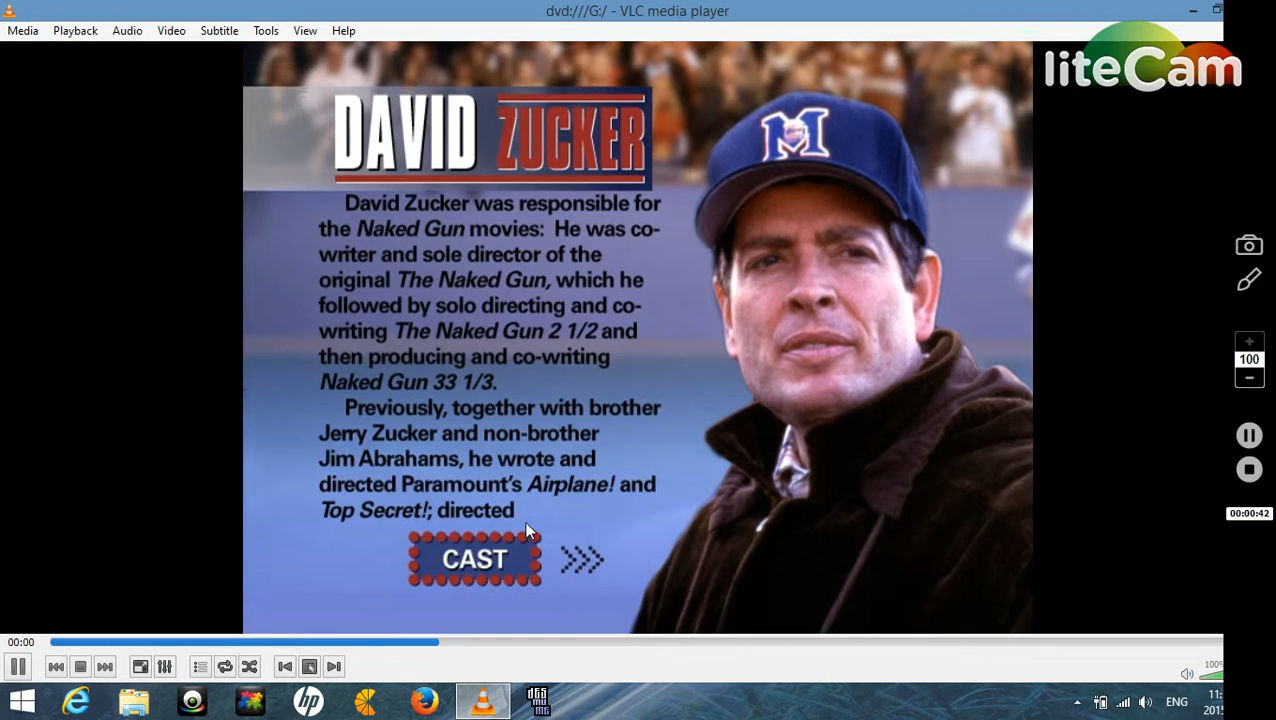 dvd:///G:/ - VLC media player
Media Playback Audio Video Subtitle Tools View Help
liteCam
DAVID ZUCKER
M
David Zucker was responsible for
the Naked Gun movies: He was co-
writer and sole director of the
original The Naked Gun, which he
followed by solo directing and co-
writing The Naked Gun 2 1/2 and
then producing and co-writing
Naked Gun 33 1/3.
Previously, together with brother
Jerry Zucker and non-brother
Jim Abrahams, he wrote and
directed Paramount's Airplane! and
Top Secret!; directed
CAST >>>
100
00:00:42
00:00
100%
hp
ENG
11:
2015